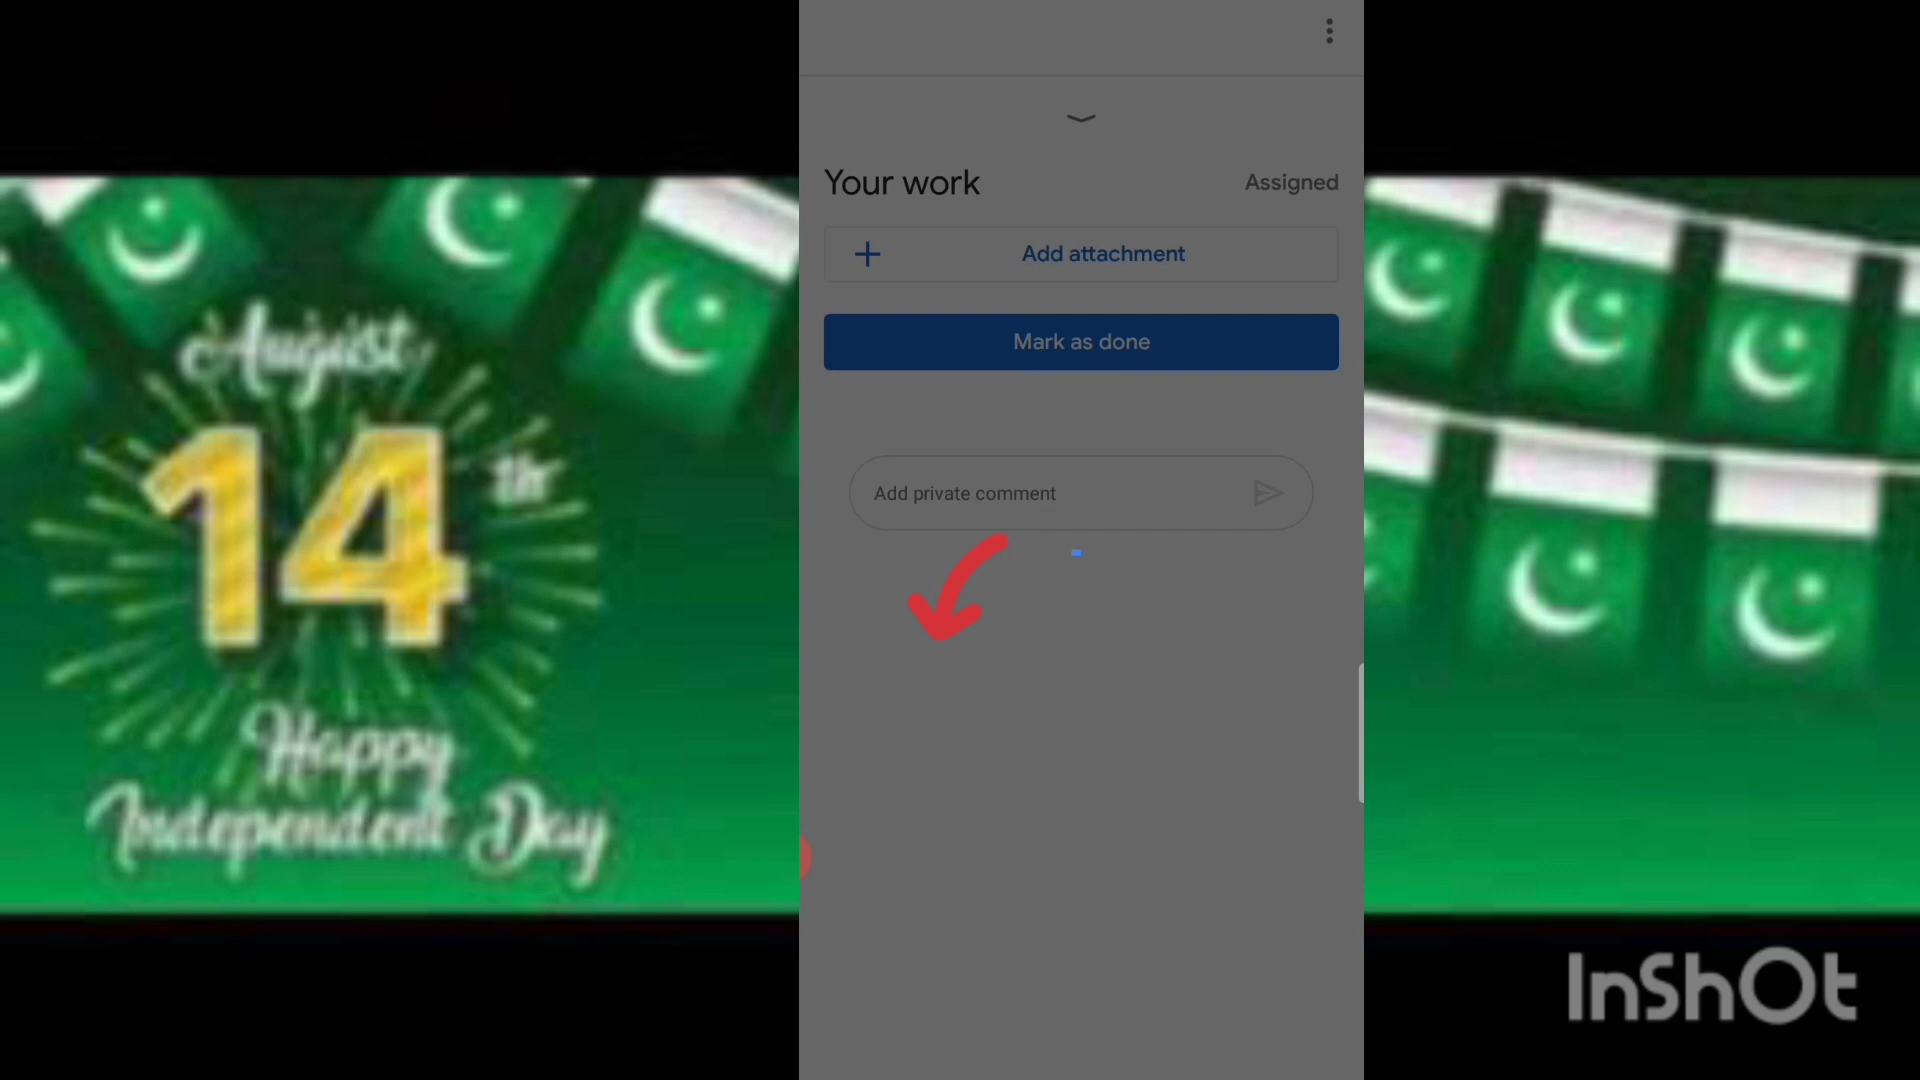 August
14th
Happy
Independent Day
Your work
Assigned
Add attachment
Mark as done
Add private comment
InShOt